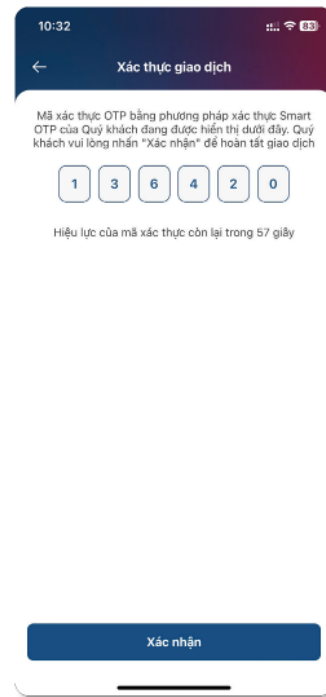 10:32
83
Xác thực giao dịch
Mã xác thực OTP bằng phương pháp xác thực Smart
OTP của Quý khách đang được hiển thị dưới đây. Quý
khách vui lòng nhấn "Xác nhận" để hoàn tất giao dịch
1 3 6 4 2 0
Hiệu lực của mã xác thực còn lại trong 57 giây
Xác nhận